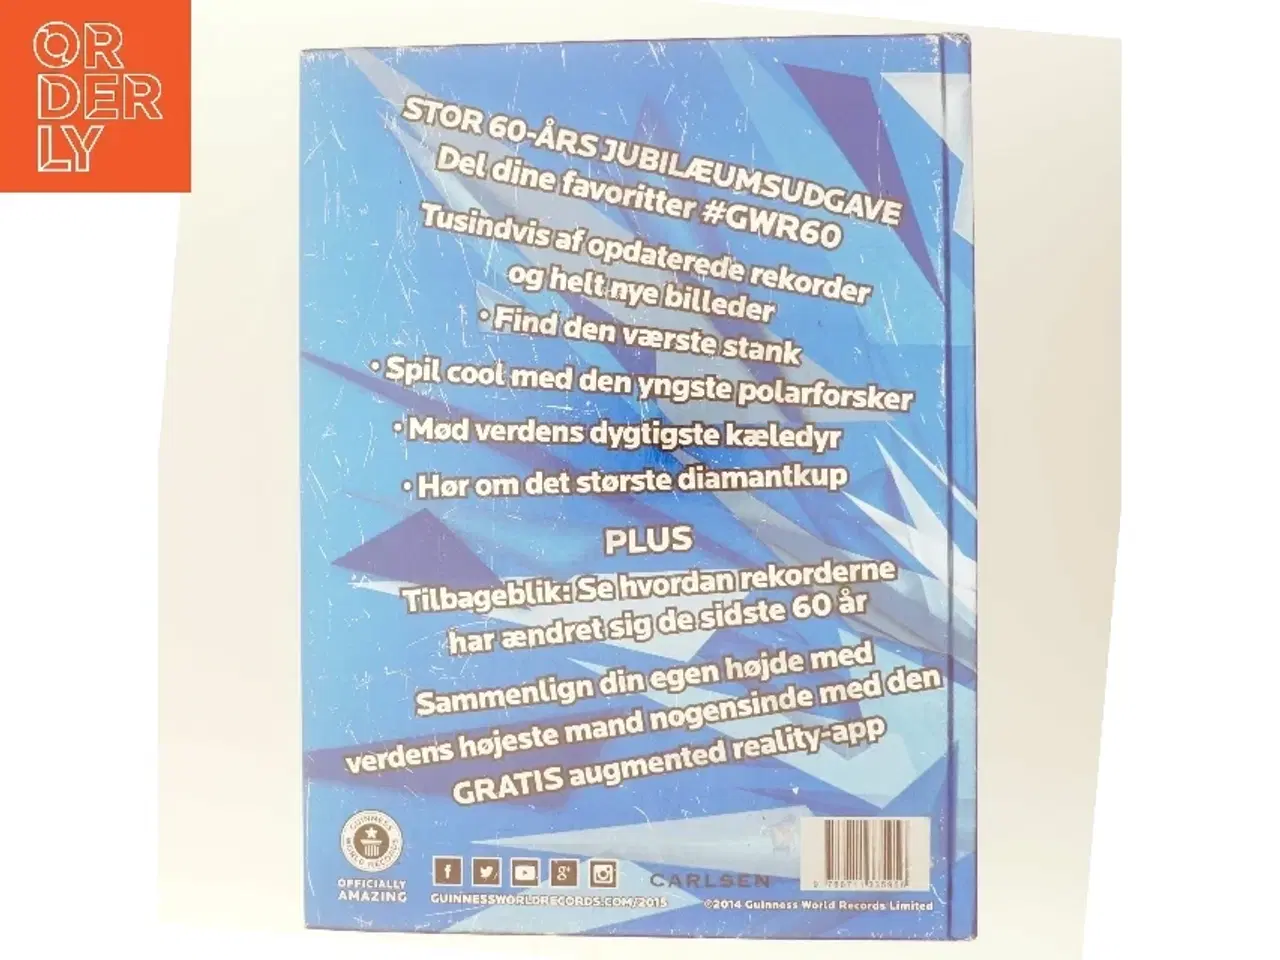 ORDERLY
STOR 60-ÅRS JUBILÆUMSUDGAVE
Del dine favoritter #GWR60
Tusindvis af opdaterede rekorder
og helt nye billeder
• Find den værste stank
• Spil cool med den yngste polarforsker
• Mød verdens dygtigste kæledyr
• Hør om det største diamantkup
PLUS
Tilbageblik: Se hvordan rekorderne
har ændret sig de sidste 60 år
Sammenlign din egen højde med
verdens højeste mand nogensinde med den
GRATIS augmented reality-app
GUINNESS WORLD RECORDS
OFFICIALLY
AMAZING
GUINNESSWORLDRECORDS.COM/2015
CARLSEN
©2014 Guinness World Records Limited